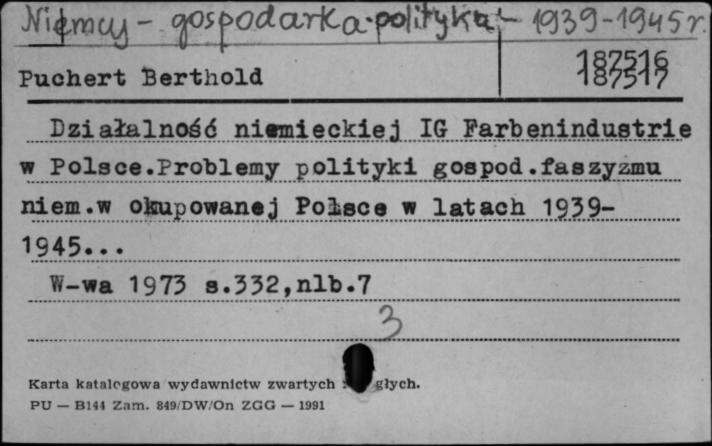 Niemcy - gospodarka-polityka - 1939-1945 r.
187516
187517
Puchert Berthold
Działalność niemieckiej IG Farbenindustrie
w Polsce.Problemy polityki gospod.faszyzmu
niem.w okupowanej Polsce w latach 1939-
1945...
W-wa 1973 s.332,nlb.7
3
Karta katalogowa wydawnictw zwartych głych.
PU — B144 Zam. 849/DW/On ZGG — 1991